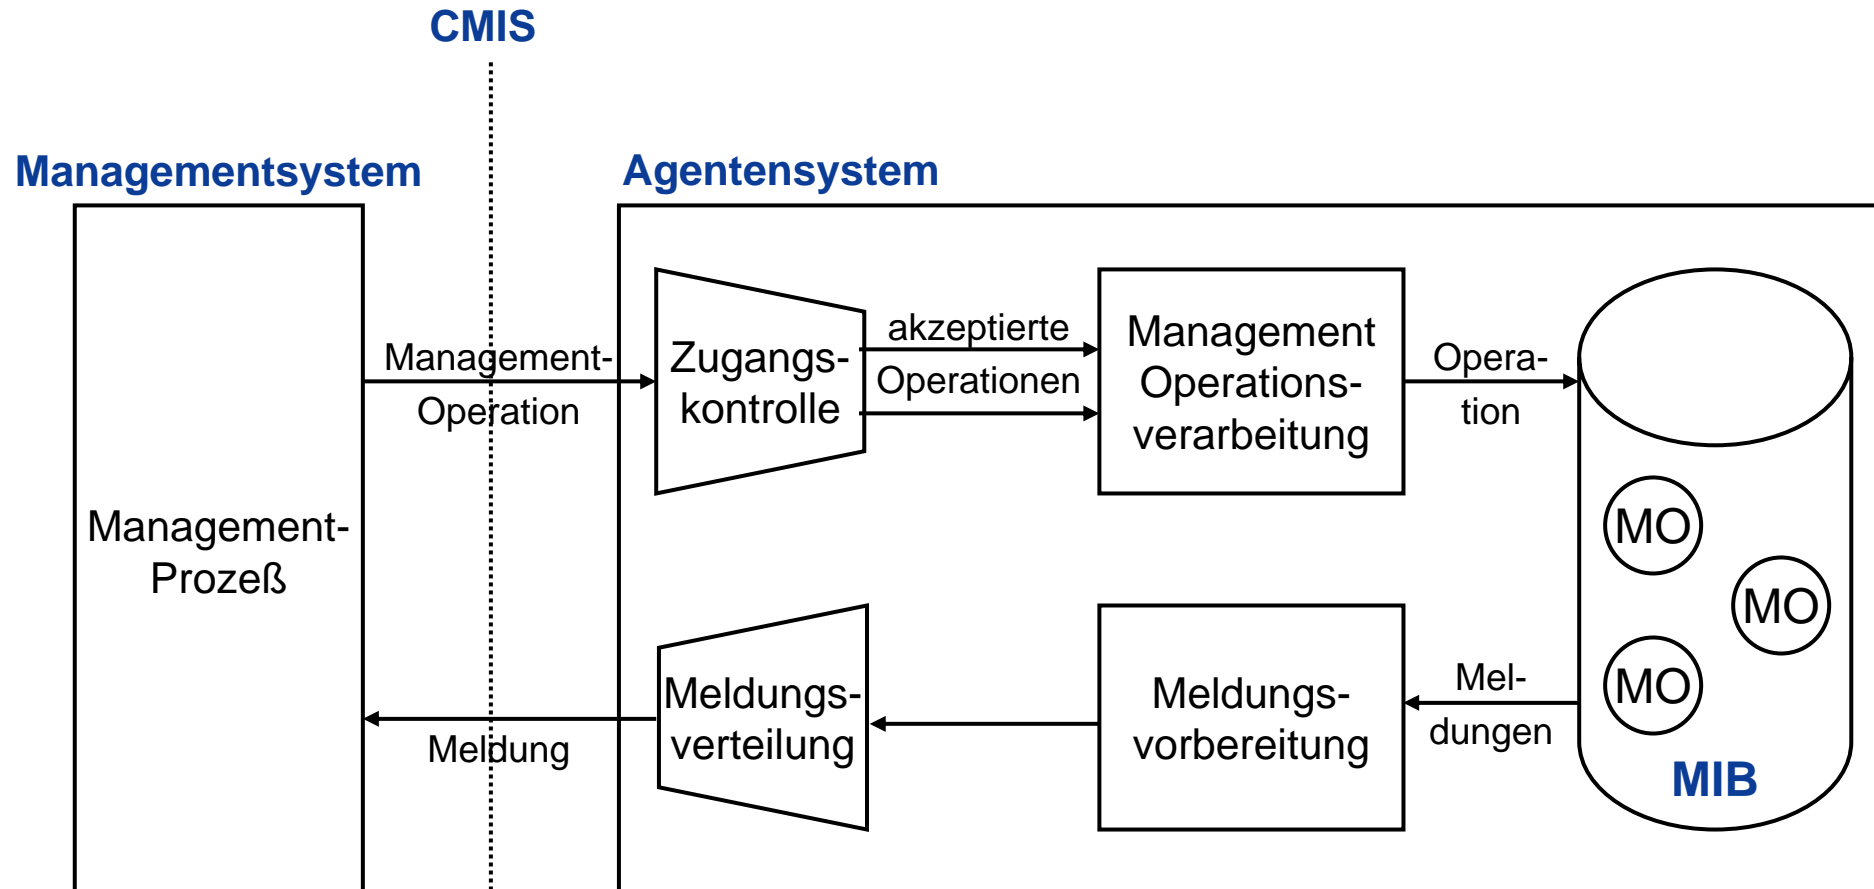 CMIS
Managementsystem
Agentensystem
Management-
Operation
Zugangs-
kontrolle
akzeptierte
Operationen
Management
Operations-
verarbeitung
Opera-
tion
Management-
Prozeß
MO
MO
MO
Meldung
Meldungs-
verteilung
Meldungs-
vorbereitung
Mel-
dungen
MIB